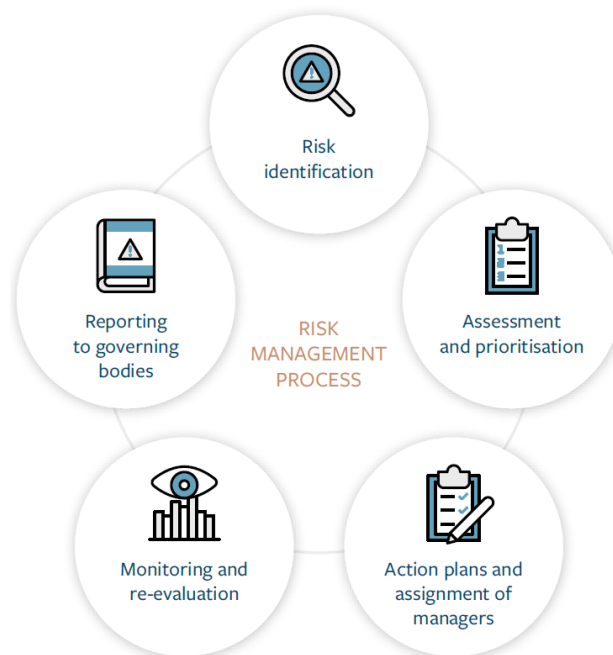 Risk
identification
Assessment
and prioritisation
Action plans and
assignment of
managers
Monitoring and
re-evaluation
Reporting
to governing
bodies
RISK
MANAGEMENT
PROCESS